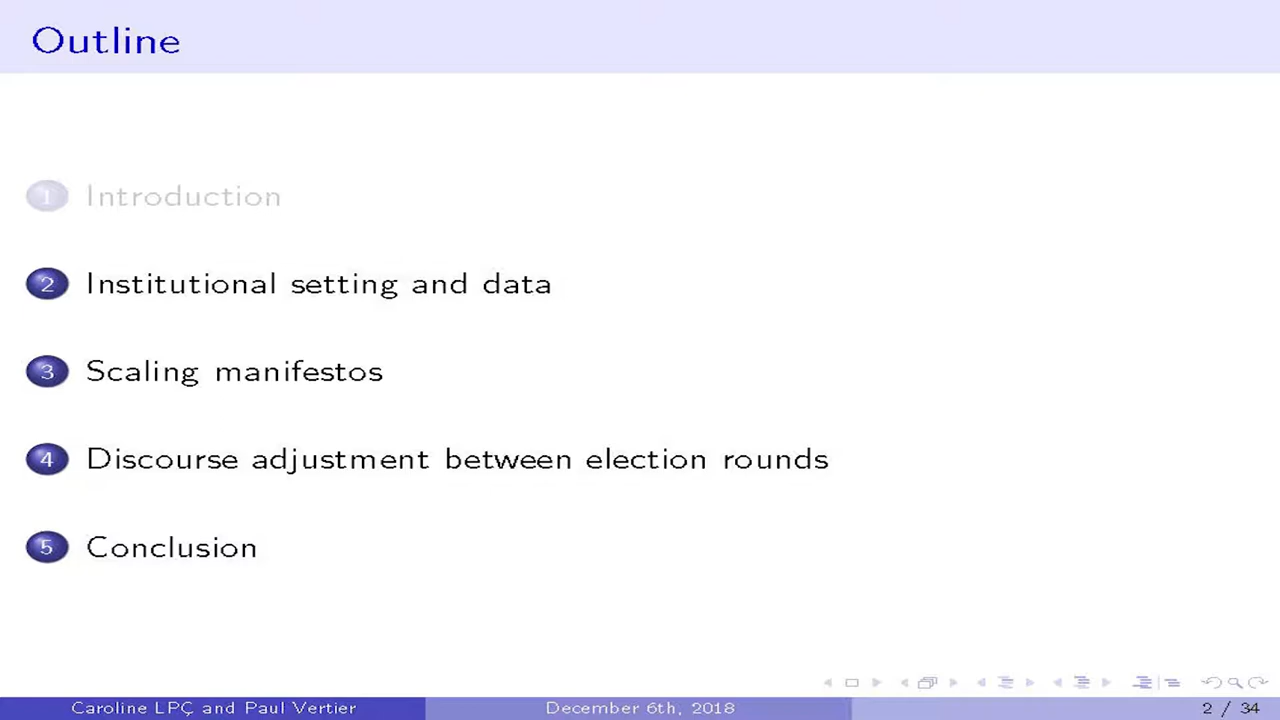 Outline
1 Introduction
2 Institutional setting and data
3 Scaling manifestos
4 Discourse adjustment between election rounds
5 Conclusion
Caroline LPÇ and Paul Vertier December 6th, 2018 2 / 34